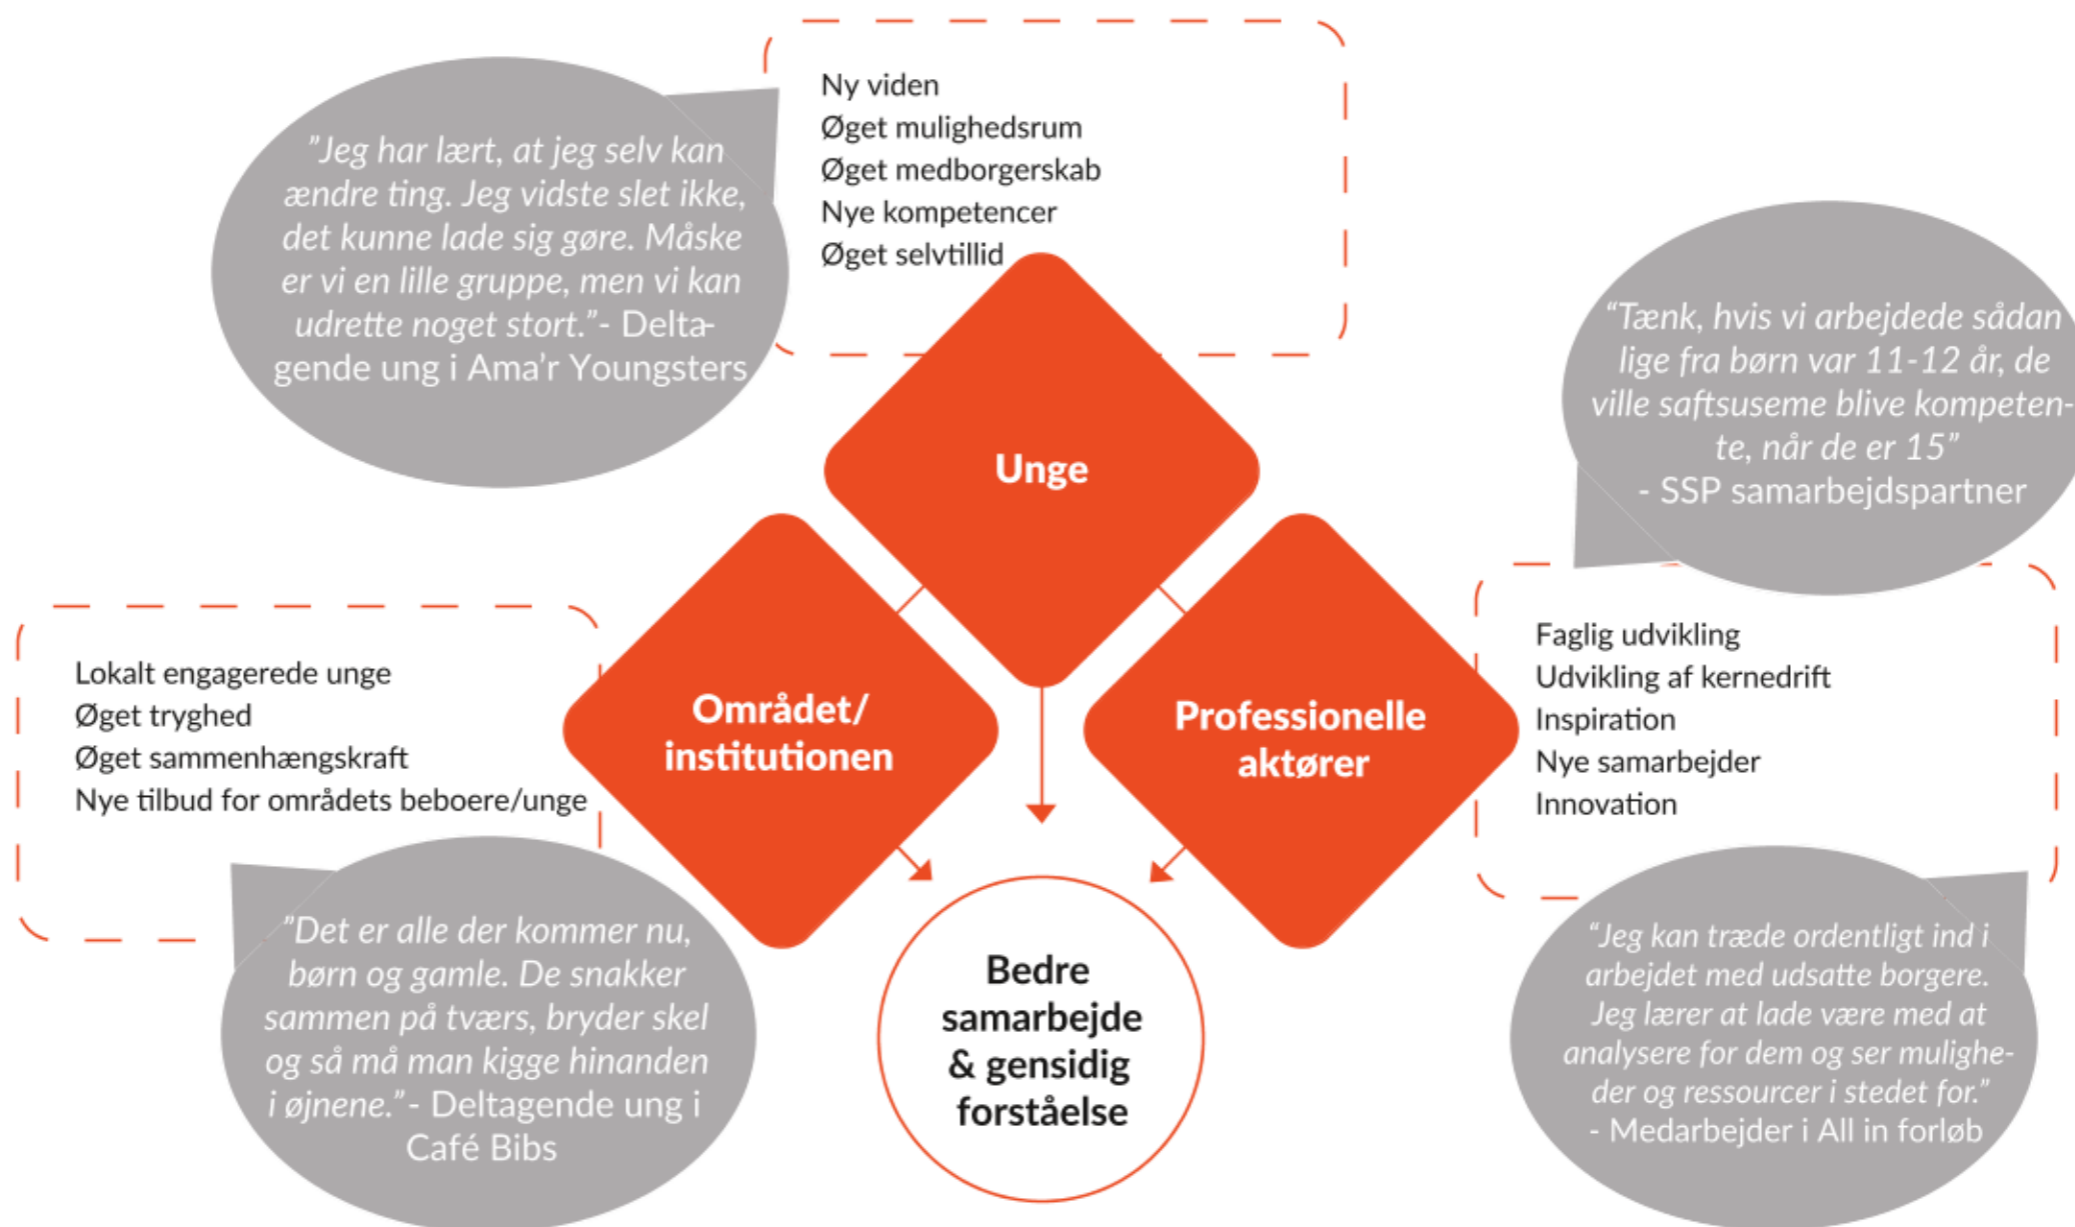 Ny viden
Øget mulighedsrum
Øget medborgerskab
Nye kompetencer
Øget selvtillid
”Jeg har lært, at jeg selv kan
ændre ting. Jeg vidste slet ikke,
det kunne lade sig gøre. Måske
er vi en lille gruppe, men vi kan
udrette noget stort.”- Delta-
gende ung i Ama’r Youngsters
“Tænk, hvis vi arbejdede sådan
lige fra børn var 11-12 år, de
ville saftsuseme blive kompeten-
te, når de er 15”
- SSP samarbejdspartner
Unge
Lokalt engagerede unge
Øget tryghed
Øget sammenhængskraft
Nye tilbud for områdets beboere/unge
Området/
institutionen
Professionelle
aktører
Faglig udvikling
Udvikling af kernedrift
Inspiration
Nye samarbejder
Innovation
”Det er alle der kommer nu,
børn og gamle. De snakker
sammen på tværs, bryder skel
og så må man kigge hinanden
i øjnene.”- Deltagende ung i
Café Bibs
Bedre
samarbejde
& gensidig
forståelse
“Jeg kan træde ordentligt ind i
arbejdet med udsatte borgere.
Jeg lærer at lade være med at
analysere for dem og ser mulighe-
der og ressourcer i stedet for.”
- Medarbejder i All in forløb